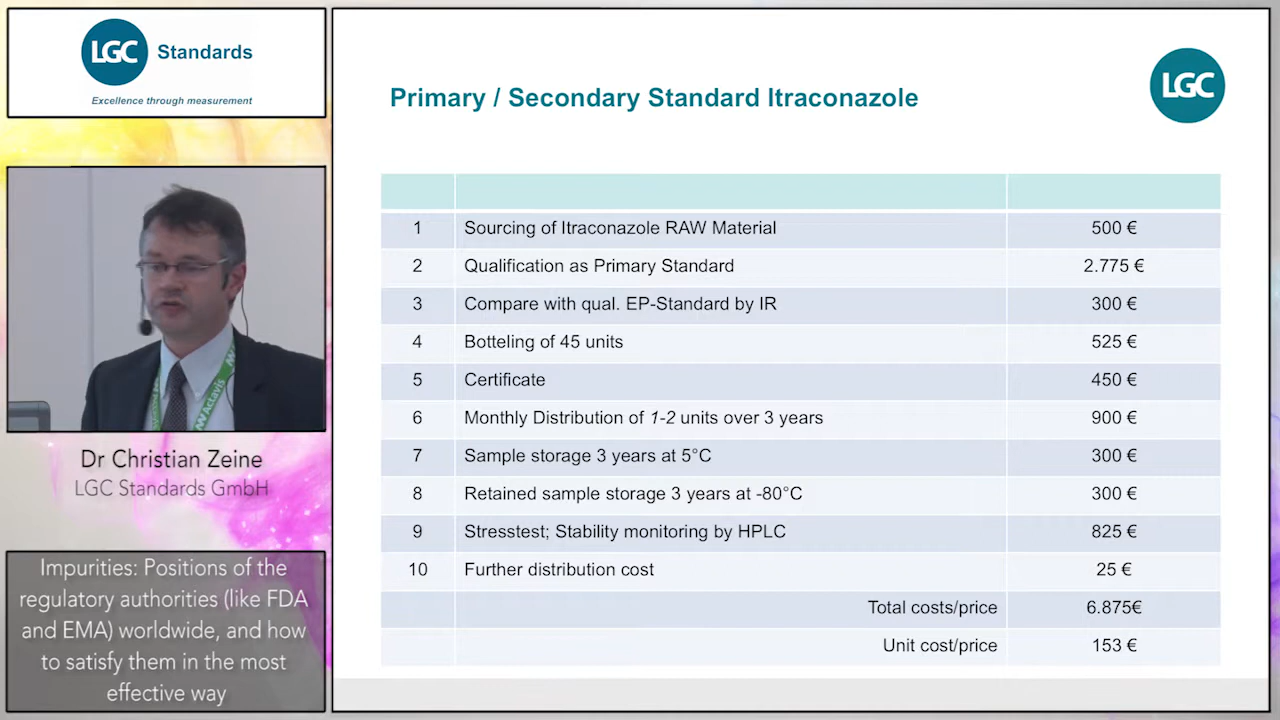 LGC Standards
Excellence through measurement
Actavis
Dr Christian Zeine
LGC Standards GmbH
Impurities: Positions of the
regulatory authorities (like FDA
and EMA) worldwide, and how
to satisfy them in the most
effective way
LGC
Primary / Secondary Standard Itraconazole
1 Sourcing of Itraconazole RAW Material 500 €
2 Qualification as Primary Standard 2.775 €
3 Compare with qual. EP-Standard by IR 300 €
4 Botteling of 45 units 525 €
5 Certificate 450 €
6 Monthly Distribution of 1-2 units over 3 years 900 €
7 Sample storage 3 years at 5°C 300 €
8 Retained sample storage 3 years at -80°C 300 €
9 Stresstest; Stability monitoring by HPLC 825 €
10 Further distribution cost 25 €
Total costs/price 6.875€
Unit cost/price 153 €